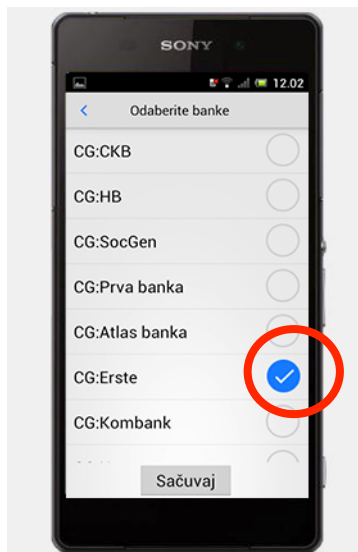 SONY
12.02
Odaberite banke
CG:CKB
CG:HB
CG:SocGen
CG:Prva banka
CG:Atlas banka
CG:Erste
CG:Kombank
Sačuvaj